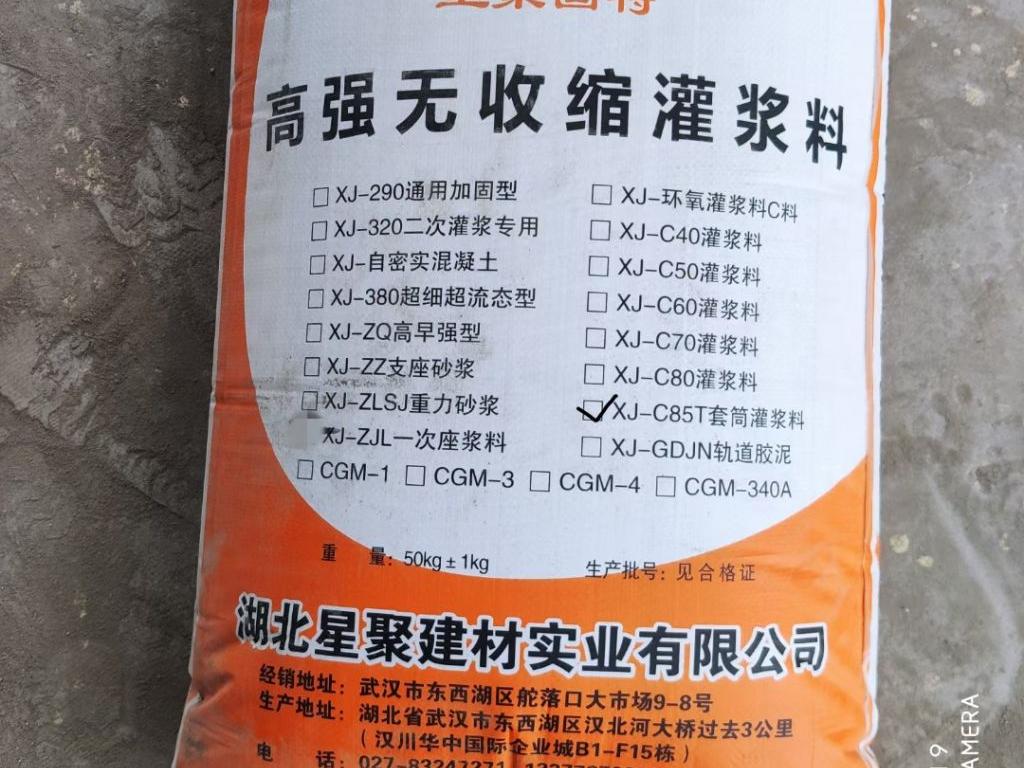 高强无收缩灌浆料
□ XJ-290通用加固型 □ XJ-环氧灌浆料C料
□ XJ-320二次灌浆专用 □ XJ-C40灌浆料
□ XJ-自密实混凝土 □ XJ-C50灌浆料
□ XJ-380超细超流态型 □ XJ-C60灌浆料
□ XJ-ZQ高早强型 □ XJ-C70灌浆料
□ XJ-ZZ支座砂浆 □ XJ-C80灌浆料
□ XJ-ZLSJ重力砂浆 ☑ XJ-C85T套筒灌浆料
XJ-ZJL一次座浆料 □ XJ-GDJN轨道胶泥
□ CGM-1 □ CGM-3 □ CGM-4 □ CGM-340A
重 量：50kg±1kg 生产批号：见合格证
湖北星聚建材实业有限公司
经销地址：武汉市东西湖区舵落口大市场9-8号
生产地址：湖北省武汉市东西湖区汉北河大桥过去3公里
（汉川华中国际企业城B1-F15栋）
电 话：027-83247271